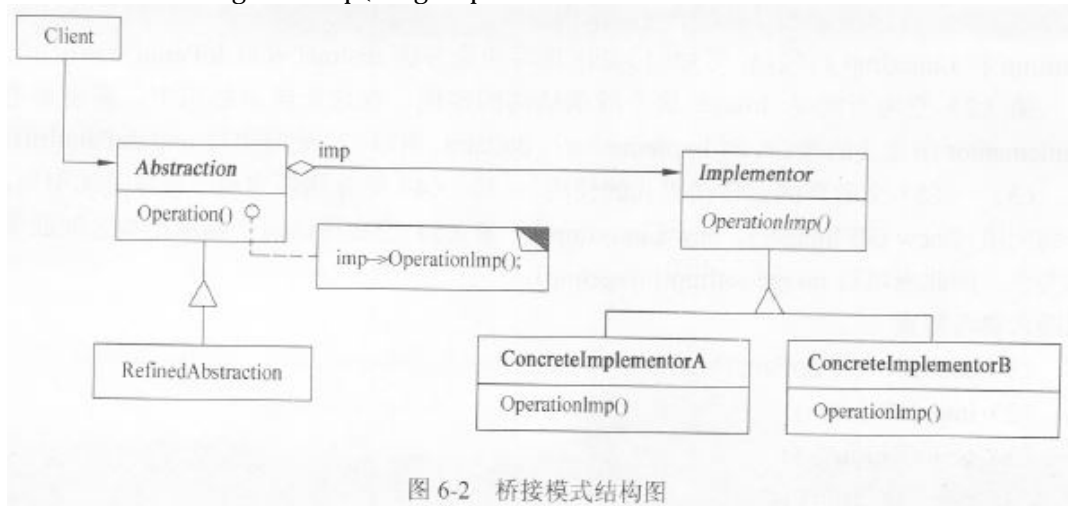 Client
Abstraction
imp
Implementor
Operation()
OperationImp()
imp->OperationImp();
RefinedAbstraction
ConcreteImplementorA
ConcreteImplementorB
OperationImp()
OperationImp()
图 6-2 桥接模式结构图